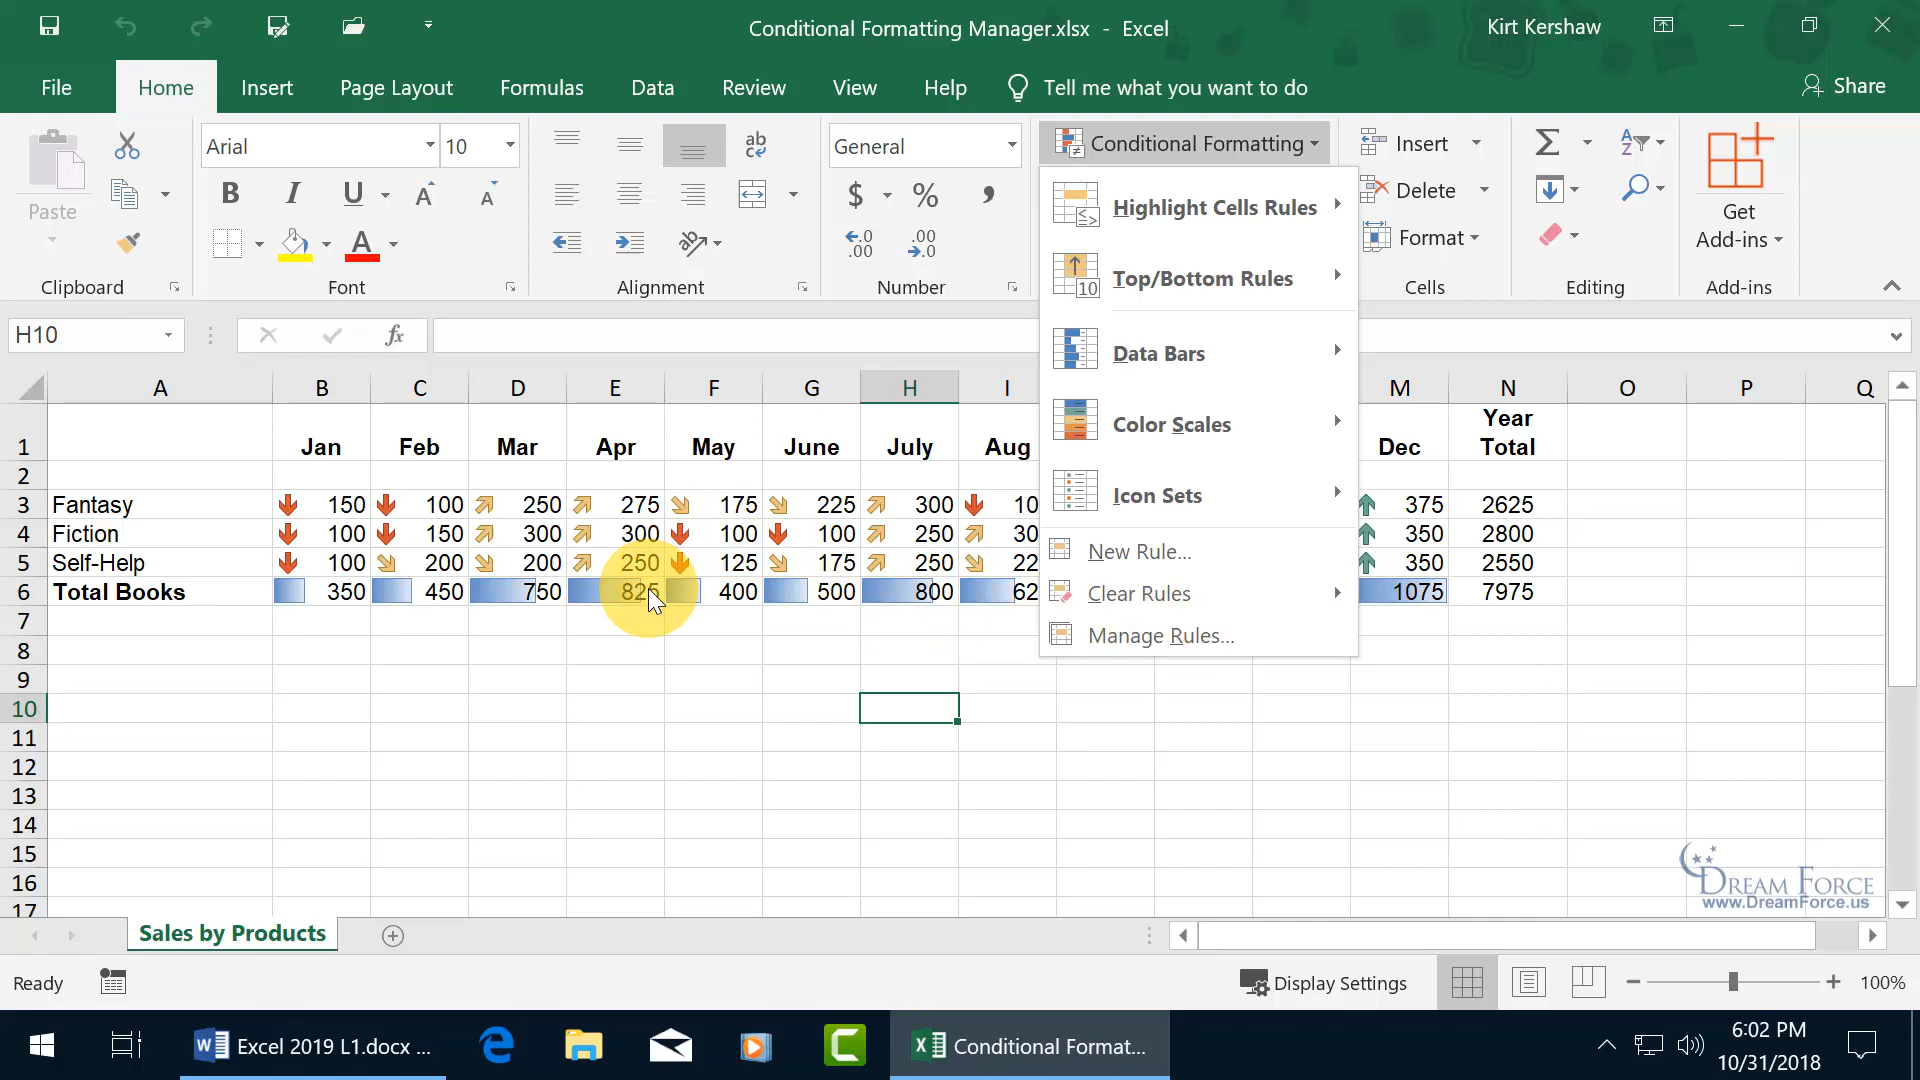 Conditional Formatting Manager.xlsx - Excel
Kirt Kershaw
File Home Insert Page Layout Formulas Data Review View Help Tell me what you want to do Share
Paste
Clipboard
Arial 10
B I U A A
A
Font
ab
c
Alignment
General
$ % ,
.0 .00
.00 .0
Number
Conditional Formatting
Highlight Cells Rules
10 Top/Bottom Rules
Data Bars
Color Scales
Icon Sets
New Rule...
Clear Rules
Manage Rules...
Insert
Delete
Format
Cells
Σ A Z
Editing
Get
Add-ins
Add-ins
H10 fx
A B C D E F G H I M N O P Q
1 Jan Feb Mar Apr May June July Aug Dec Year Total
2
3 Fantasy 150 100 250 275 175 225 300 10 375 2625
4 Fiction 100 150 300 300 100 100 250 30 350 2800
5 Self-Help 100 200 200 250 125 175 250 22 350 2550
6 Total Books 350 450 750 825 400 500 800 62 1075 7975
7
8
9
10
11
12
13
14
15
16
17
DREAM FORCE
www.DreamForce.us
Sales by Products
Ready Display Settings 100%
Excel 2019 L1.docx ... Conditional Format... 6:02 PM
10/31/2018